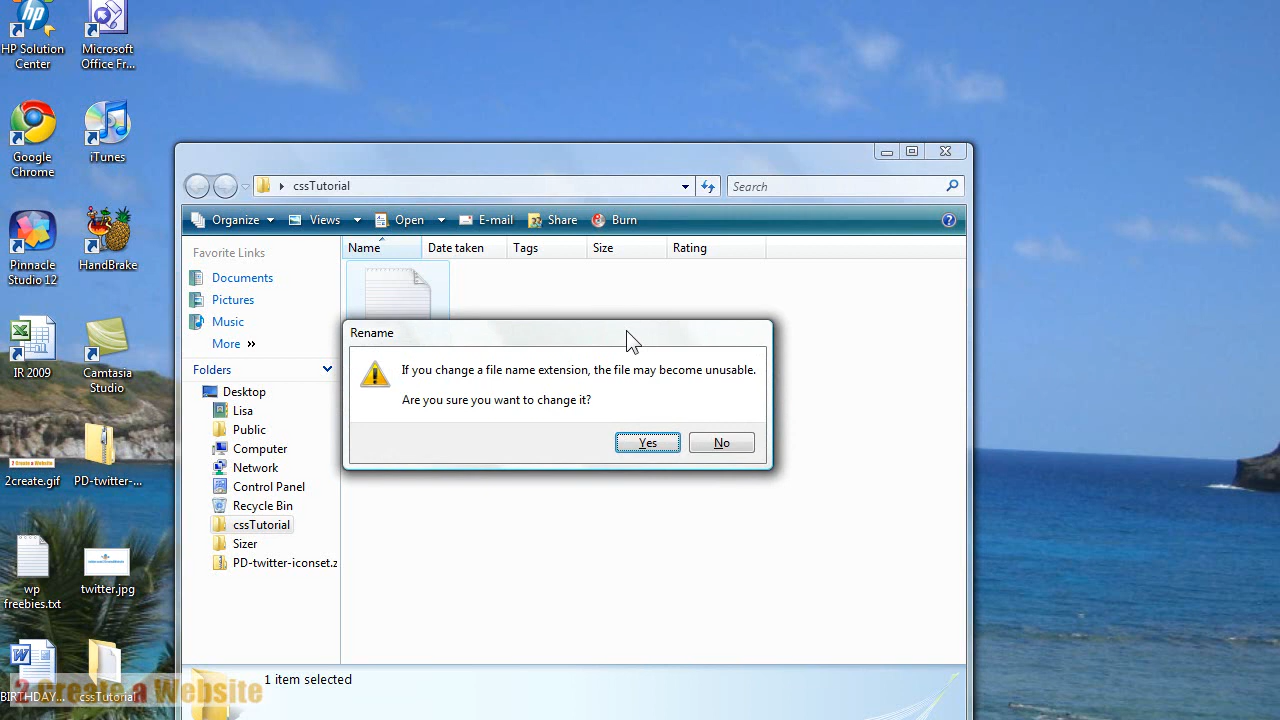 HP Solution
Center
Microsoft
Office Fr...
Google
Chrome
iTunes
Pinnacle
Studio 12
HandBrake
IR 2009
Camtasia
Studio
2create.gif
PD-twitter-...
wp
freebies.txt
twitter.jpg
BIRTHDAY...
cssTutorial
2 Create a Website
cssTutorial
Search
Organize
Views
Open
E-mail
Share
Burn
Favorite Links
Documents
Pictures
Music
More »
Folders
Desktop
Lisa
Public
Computer
Network
Control Panel
Recycle Bin
cssTutorial
Sizer
PD-twitter-iconset.z
Name
Date taken
Tags
Size
Rating
Rename
If you change a file name extension, the file may become unusable.
Are you sure you want to change it?
Yes
No
1 item selected